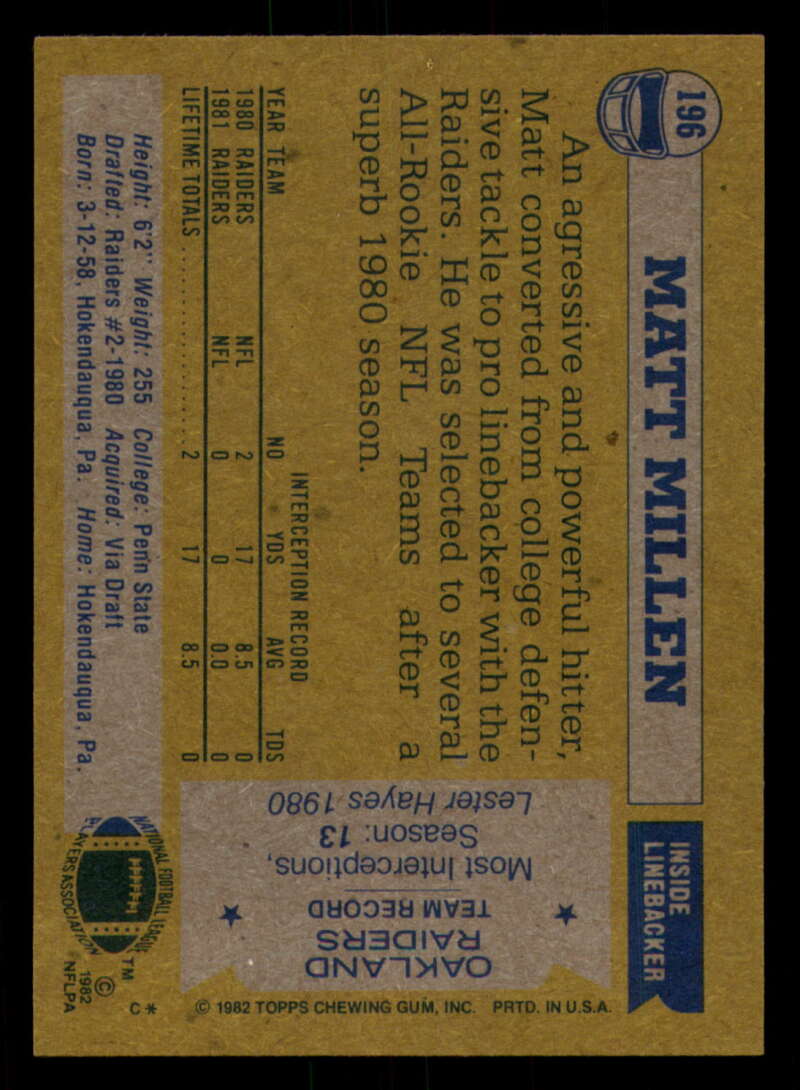 196
MATT MILLEN
INSIDE
LINEBACKER
An agressive and powerful hitter,
Matt converted from college defen-
sive tackle to pro linebacker with the
Raiders. He was selected to several
All-Rookie NFL Teams after a
superb 1980 season.
INTERCEPTION RECORD
YEAR TEAM NO YDS AVG TDS
1980 RAIDERS NFL 2 17 8.5 0
1981 RAIDERS NFL 0 0 0.0 0
LIFETIME TOTALS 2 17 8.5 0
Height: 6'2" Weight: 255 College: Penn State
Drafted: Raiders #2-1980 Acquired: Via Draft
Born: 3-12-58, Hokendauqua, Pa. Home: Hokendauqua, Pa.
OAKLAND
RAIDERS
TEAM RECORD
Most Interceptions,
Season: 13
Lester Hayes 1980
NATIONAL FOOTBALL LEAGUE
PLAYERS ASSOCIATION
TM
© 1982
NFLPA
C*
© 1982 TOPPS CHEWING GUM, INC. PRTD. IN U.S.A.